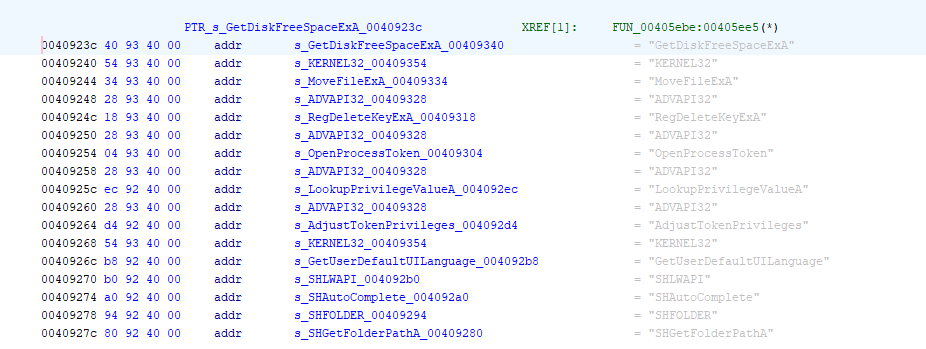 PTR_s_GetDiskFreeSpaceExA_0040923c XREF[1]: FUN_00405ebe:00405ee5(*)
0040923c 40 93 40 00 addr s_GetDiskFreeSpaceExA_00409340 = "GetDiskFreeSpaceExA"
00409240 54 93 40 00 addr s_KERNEL32_00409354 = "KERNEL32"
00409244 34 93 40 00 addr s_MoveFileExA_00409334 = "MoveFileExA"
00409248 28 93 40 00 addr s_ADVAPI32_00409328 = "ADVAPI32"
0040924c 18 93 40 00 addr s_RegDeleteKeyExA_00409318 = "RegDeleteKeyExA"
00409250 28 93 40 00 addr s_ADVAPI32_00409328 = "ADVAPI32"
00409254 04 93 40 00 addr s_OpenProcessToken_00409304 = "OpenProcessToken"
00409258 28 93 40 00 addr s_ADVAPI32_00409328 = "ADVAPI32"
0040925c ec 92 40 00 addr s_LookupPrivilegeValueA_004092ec = "LookupPrivilegeValueA"
00409260 28 93 40 00 addr s_ADVAPI32_00409328 = "ADVAPI32"
00409264 d4 92 40 00 addr s_AdjustTokenPrivileges_004092d4 = "AdjustTokenPrivileges"
00409268 54 93 40 00 addr s_KERNEL32_00409354 = "KERNEL32"
0040926c b8 92 40 00 addr s_GetUserDefaultUILanguage_004092b8 = "GetUserDefaultUILanguage"
00409270 b0 92 40 00 addr s_SHLWAPI_004092b0 = "SHLWAPI"
00409274 a0 92 40 00 addr s_SHAutoComplete_004092a0 = "SHAutoComplete"
00409278 94 92 40 00 addr s_SHFOLDER_00409294 = "SHFOLDER"
0040927c 80 92 40 00 addr s_SHGetFolderPathA_00409280 = "SHGetFolderPathA"